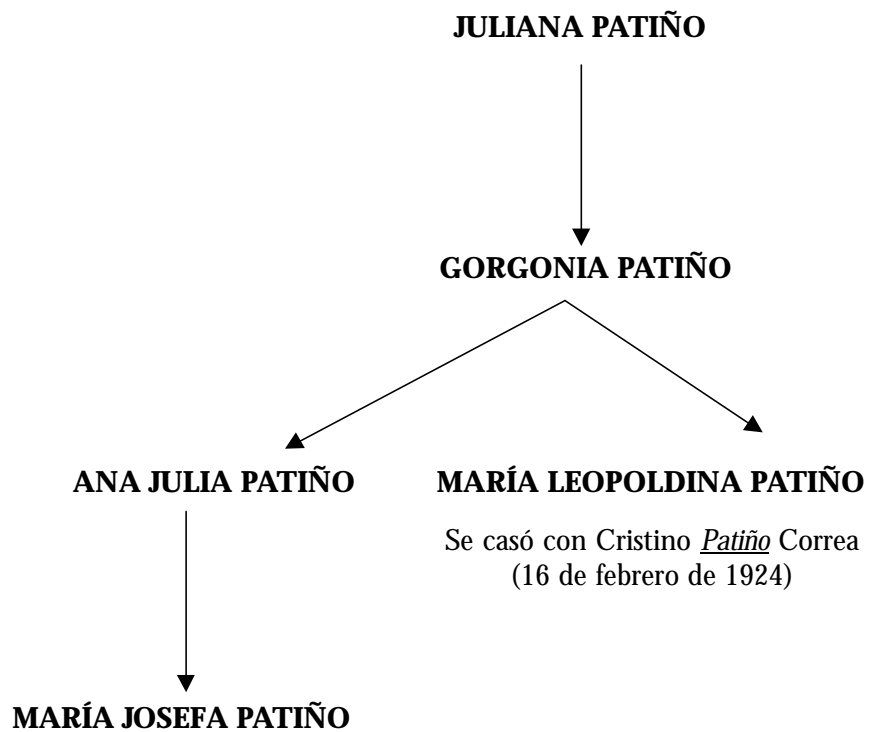 JULIANA PATIÑO
GORGONIA PATIÑO
ANA JULIA PATIÑO
MARÍA LEOPOLDINA PATIÑO
Se casó con Cristino Patiño Correa
(16 de febrero de 1924)
MARÍA JOSEFA PATIÑO